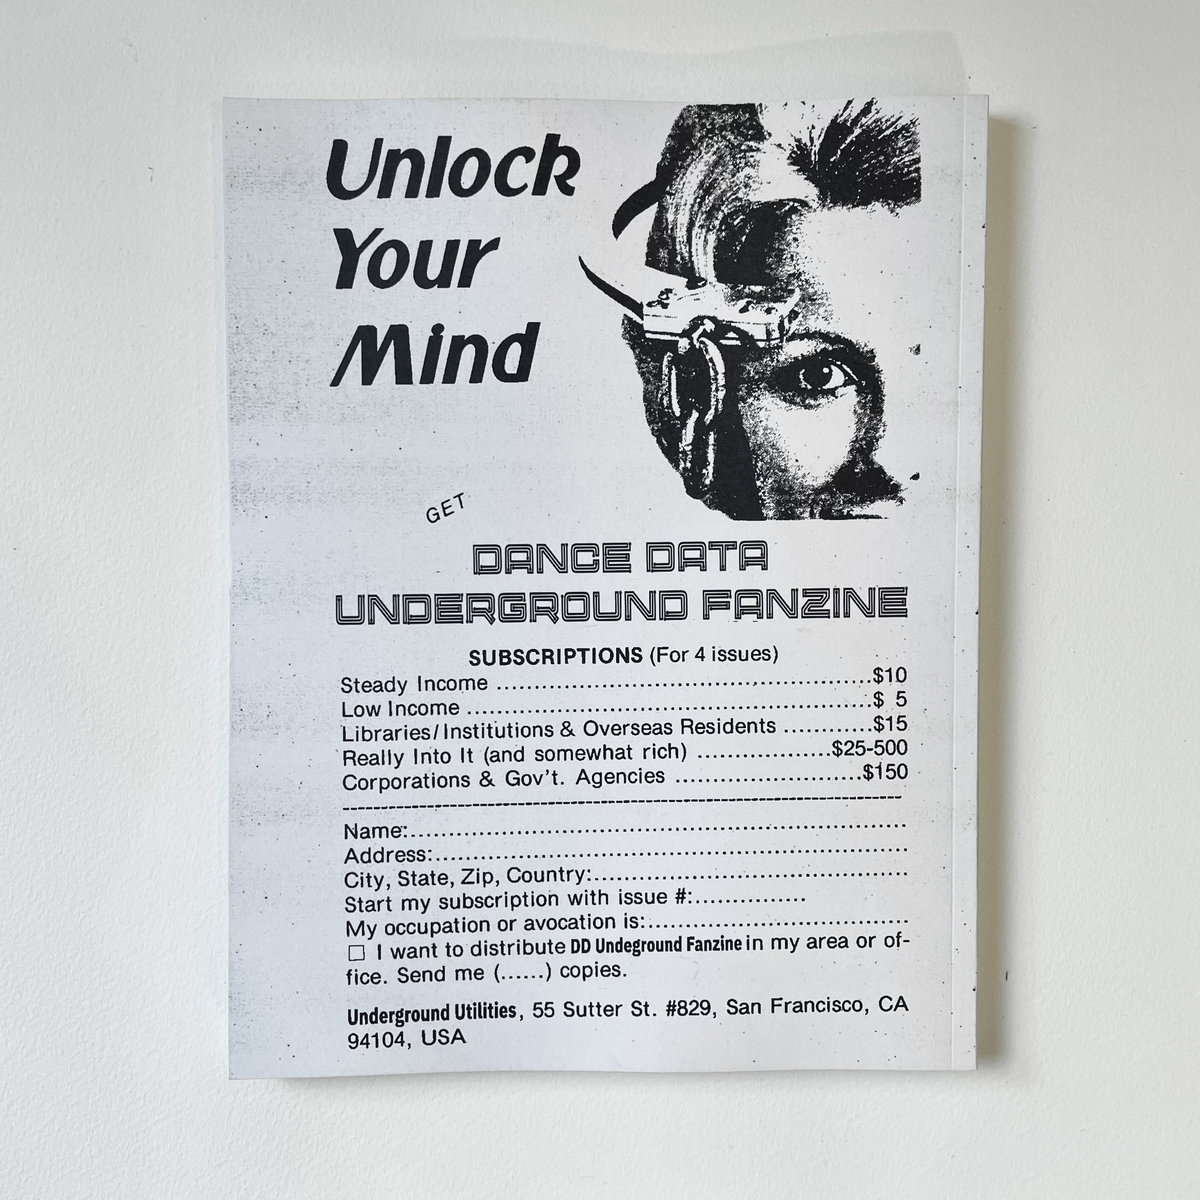 Unlock
Your
Mind
GET
DANCE DATA
UNDERGROUND FANZINE
SUBSCRIPTIONS (For 4 issues)
Steady Income ..................................................................$10
Low Income .....................................................................$ 5
Libraries/Institutions & Overseas Residents ............$15
Really Into It (and somewhat rich) ..................$25-500
Corporations & Gov't. Agencies .........................$150
Name:................................................................................
Address:............................................................................
City, State, Zip, Country:..................................................
Start my subscription with issue #:...............
My occupation or avocation is:...................................
☐ I want to distribute DD Undeground Fanzine in my area or of-
fice. Send me (......) copies.
Underground Utilities, 55 Sutter St. #829, San Francisco, CA
94104, USA